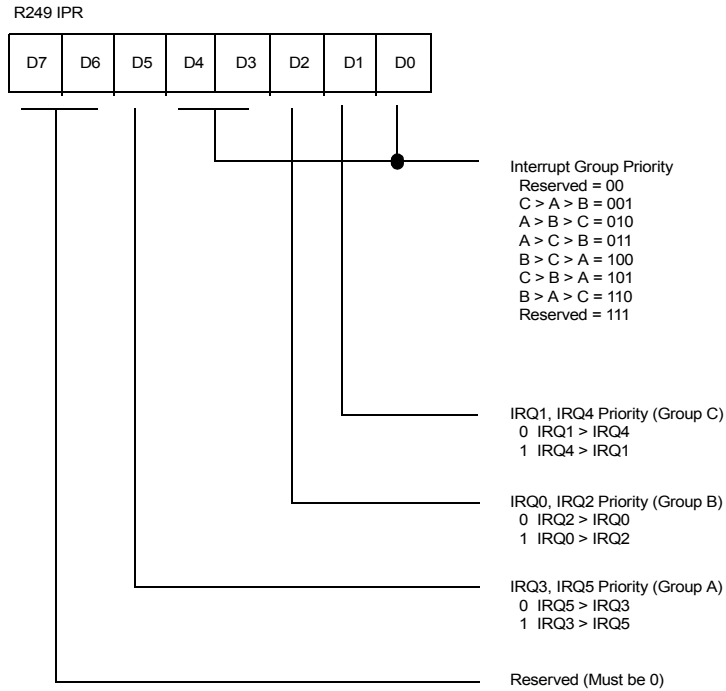 R249 IPR
D7 D6 D5 D4 D3 D2 D1 D0
Interrupt Group Priority
Reserved = 00
C > A > B = 001
A > B > C = 010
A > C > B = 011
B > C > A = 100
C > B > A = 101
B > A > C = 110
Reserved = 111
IRQ1, IRQ4 Priority (Group C)
0 IRQ1 > IRQ4
1 IRQ4 > IRQ1
IRQ0, IRQ2 Priority (Group B)
0 IRQ2 > IRQ0
1 IRQ0 > IRQ2
IRQ3, IRQ5 Priority (Group A)
0 IRQ5 > IRQ3
1 IRQ3 > IRQ5
Reserved (Must be 0)